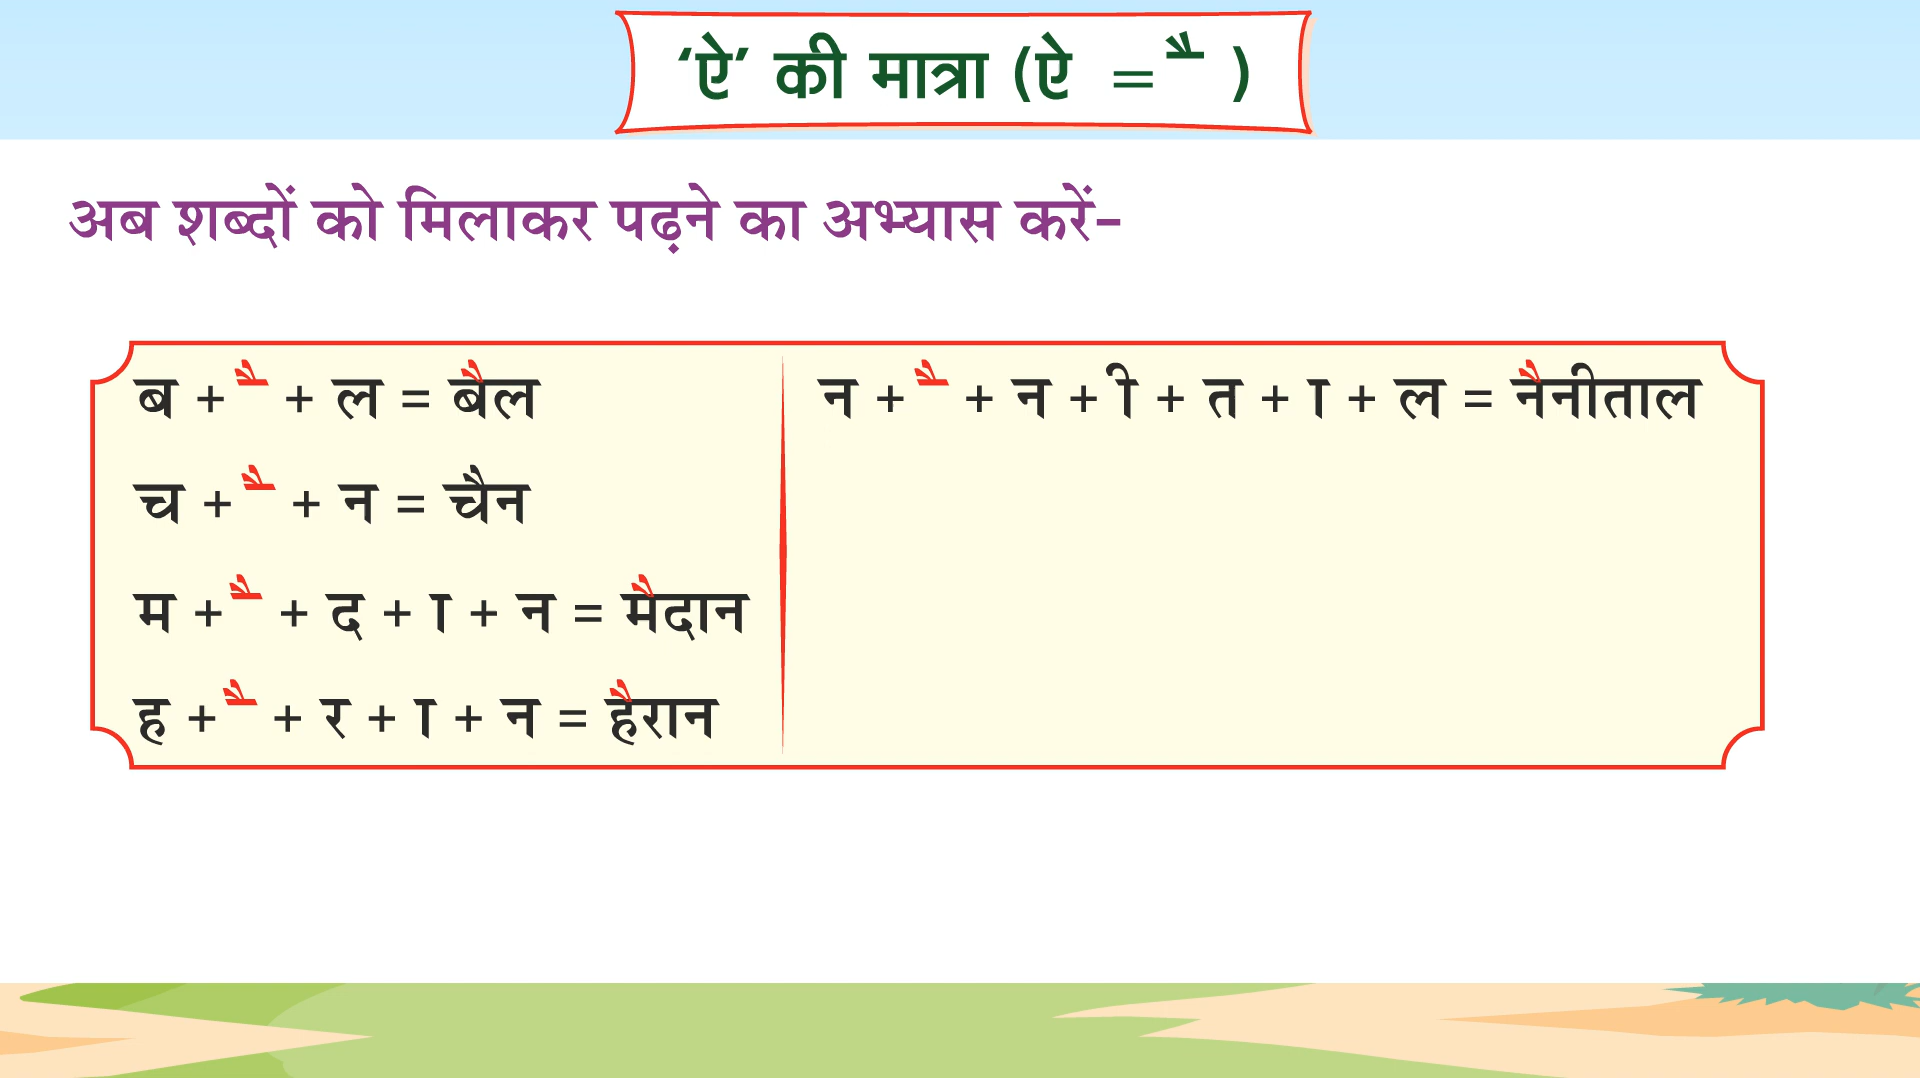 ‘ऐ’ की मात्रा (ऐ = ै )
अब शब्दों को मिलाकर पढ़ने का अभ्यास करें-
ब + ै + ल = बैल
च + ै + न = चैन
म + ै + द + ा + न = मैदान
ह + ै + र + ा + न = हैरान
न + ै + न + ी + त + ा + ल = नैनीताल